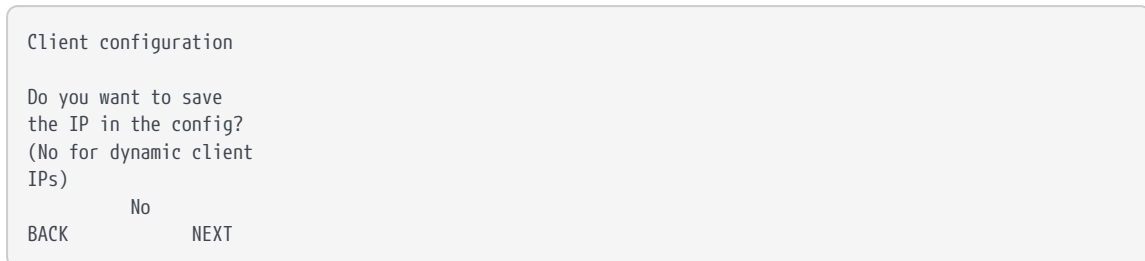 Client configuration
Do you want to save
the IP in the config?
(No for dynamic client
IPs)
No
BACK NEXT